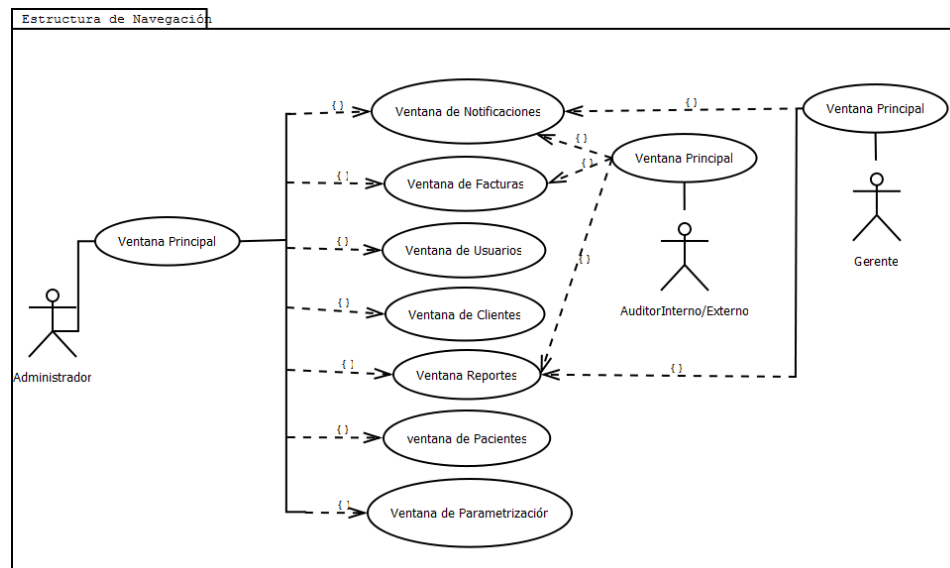 Estructura de Navegación
{ }
Ventana de Notificaciones
{ }
Ventana Principal
{ }
Ventana Principal
{ }
{ }
Ventana de Facturas
Ventana Principal
{ }
Ventana de Usuarios
{ }
Gerente
{ }
Ventana de Clientes
AuditorInterno/Externo
{ }
Ventana Reportes
{ }
Administrador
{ }
ventana de Pacientes
{ }
Ventana de Parametrización